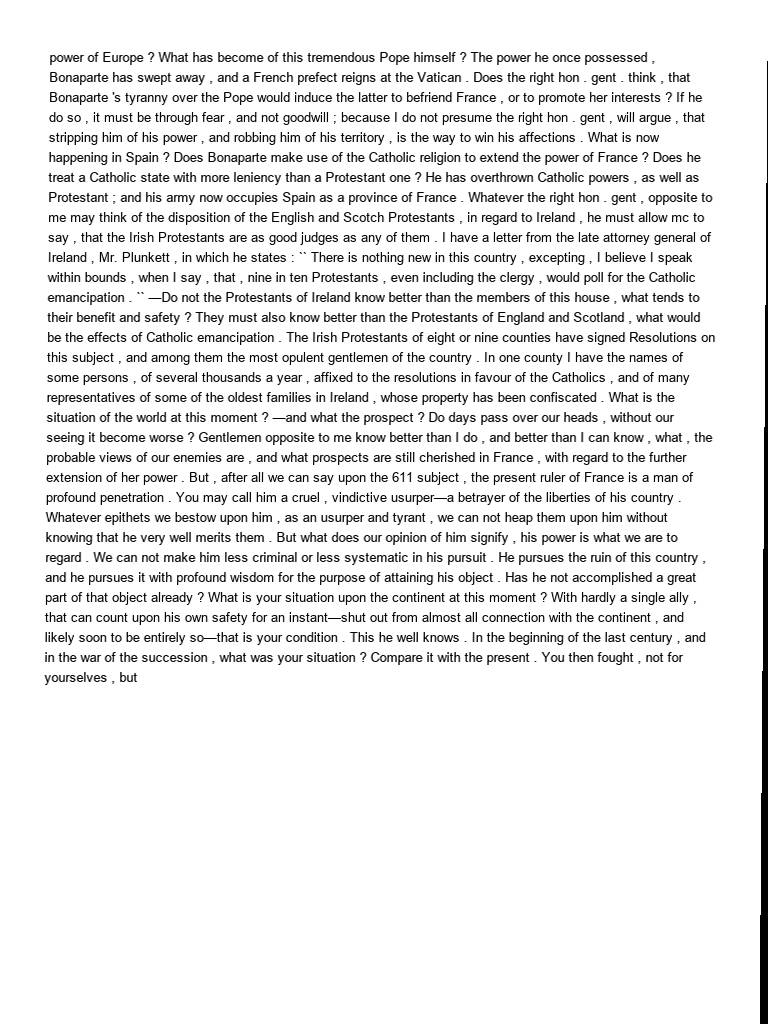 power of Europe ? What has become of this tremendous Pope himself ? The power he once possessed ,
Bonaparte has swept away , and a French prefect reigns at the Vatican . Does the right hon . gent . think , that
Bonaparte 's tyranny over the Pope would induce the latter to befriend France , or to promote her interests ? If he
do so , it must be through fear , and not goodwill ; because I do not presume the right hon . gent , will argue , that
stripping him of his power , and robbing him of his territory , is the way to win his affections . What is now
happening in Spain ? Does Bonaparte make use of the Catholic religion to extend the power of France ? Does he
treat a Catholic state with more leniency than a Protestant one ? He has overthrown Catholic powers , as well as
Protestant ; and his army now occupies Spain as a province of France . Whatever the right hon . gent , opposite to
me may think of the disposition of the English and Scotch Protestants , in regard to Ireland , he must allow mc to
say , that the Irish Protestants are as good judges as any of them . I have a letter from the late attorney general of
Ireland , Mr. Plunkett , in which he states : `` There is nothing new in this country , excepting , I believe I speak
within bounds , when I say , that , nine in ten Protestants , even including the clergy , would poll for the Catholic
emancipation . `` —Do not the Protestants of Ireland know better than the members of this house , what tends to
their benefit and safety ? They must also know better than the Protestants of England and Scotland , what would
be the effects of Catholic emancipation . The Irish Protestants of eight or nine counties have signed Resolutions on
this subject , and among them the most opulent gentlemen of the country . In one county I have the names of
some persons , of several thousands a year , affixed to the resolutions in favour of the Catholics , and of many
representatives of some of the oldest families in Ireland , whose property has been confiscated . What is the
situation of the world at this moment ? —and what the prospect ? Do days pass over our heads , without our
seeing it become worse ? Gentlemen opposite to me know better than I do , and better than I can know , what , the
probable views of our enemies are , and what prospects are still cherished in France , with regard to the further
extension of her power . But , after all we can say upon the 611 subject , the present ruler of France is a man of
profound penetration . You may call him a cruel , vindictive usurper—a betrayer of the liberties of his country .
Whatever epithets we bestow upon him , as an usurper and tyrant , we can not heap them upon him without
knowing that he very well merits them . But what does our opinion of him signify , his power is what we are to
regard . We can not make him less criminal or less systematic in his pursuit . He pursues the ruin of this country ,
and he pursues it with profound wisdom for the purpose of attaining his object . Has he not accomplished a great
part of that object already ? What is your situation upon the continent at this moment ? With hardly a single ally ,
that can count upon his own safety for an instant—shut out from almost all connection with the continent , and
likely soon to be entirely so—that is your condition . This he well knows . In the beginning of the last century , and
in the war of the succession , what was your situation ? Compare it with the present . You then fought , not for
yourselves , but